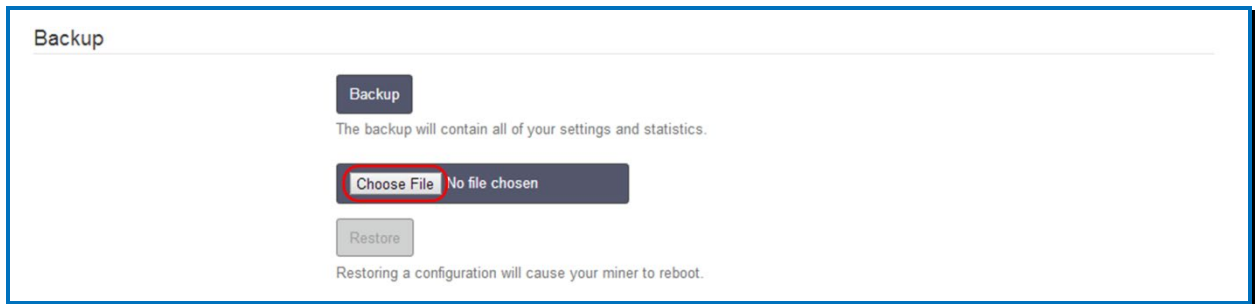 Backup
Backup
The backup will contain all of your settings and statistics.
Choose File No file chosen
Restore
Restoring a configuration will cause your miner to reboot.